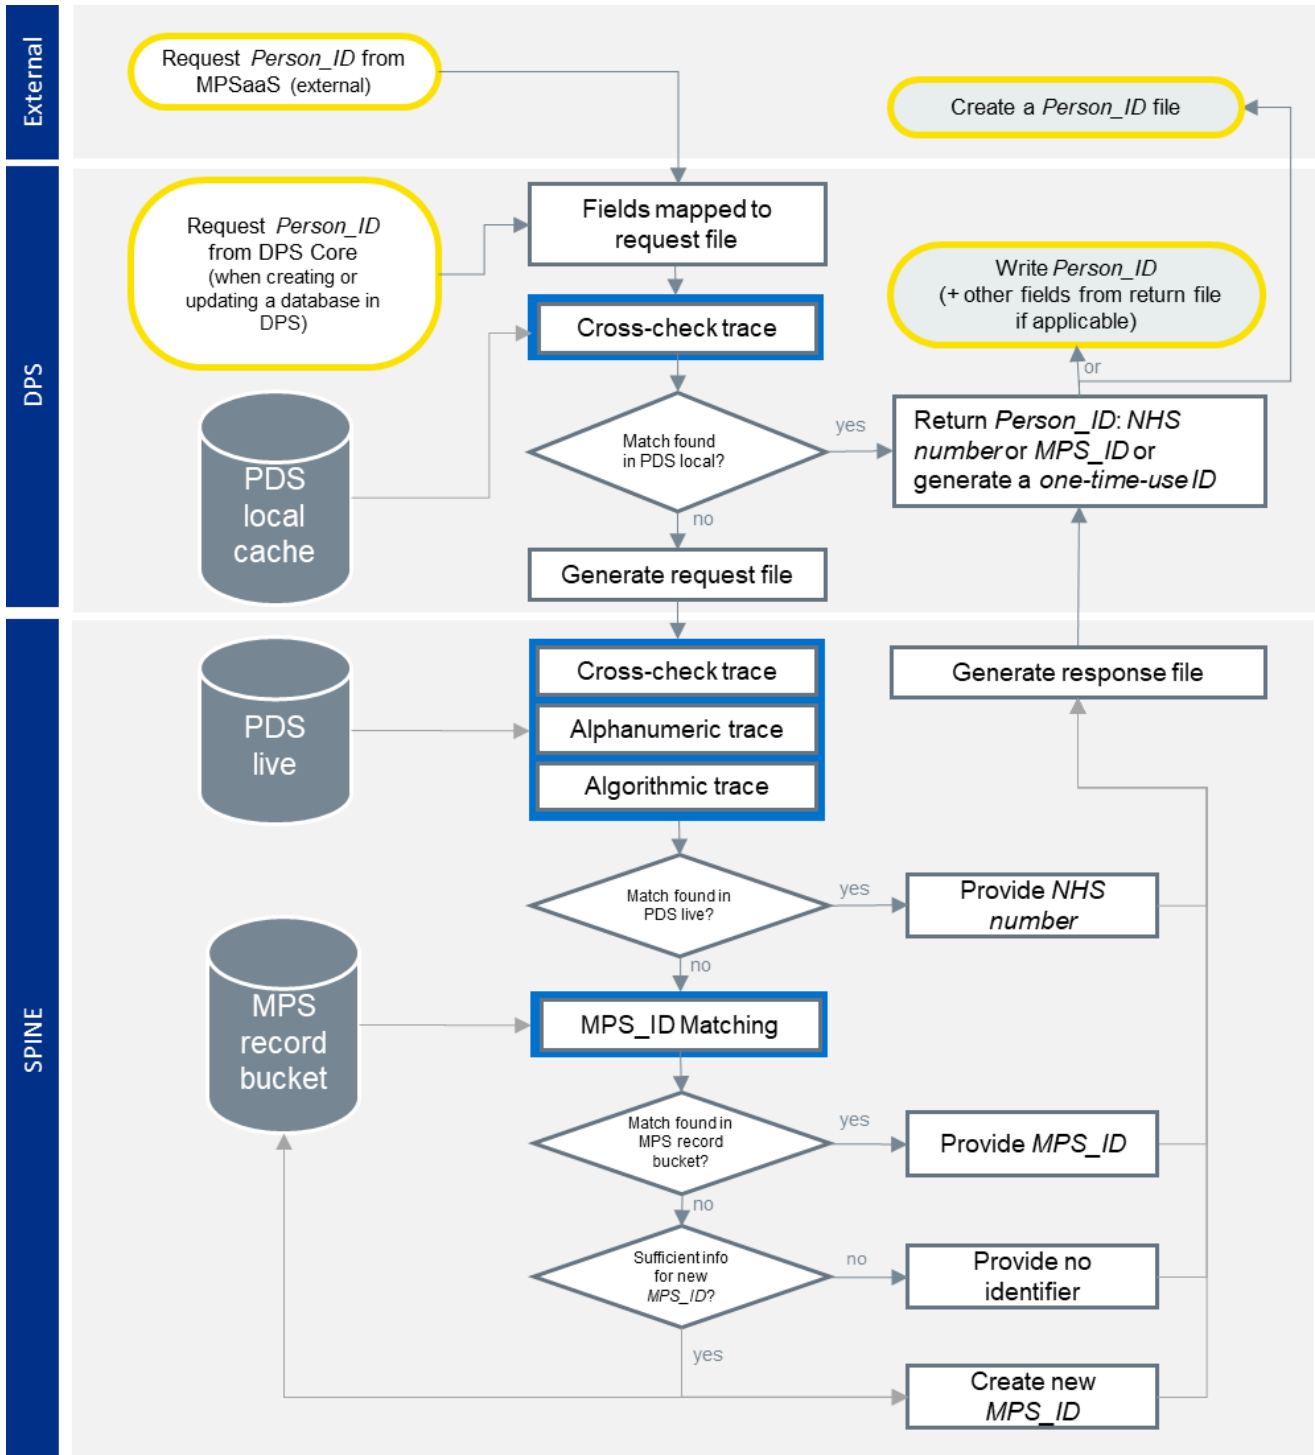 External
Request Person_ID from
MPSaaS (external)
Create a Person_ID file
DPS
Request Person_ID
from DPS Core
(when creating or
updating a database in
DPS)
Fields mapped to
request file
Write Person_ID
(+ other fields from return file
if applicable)
Cross-check trace
or
PDS
local
cache
Match found
in PDS local?
yes
no
Return Person_ID: NHS
number or MPS_ID or
generate a one-time-use ID
Generate request file
SPINE
PDS
live
Cross-check trace
Alphanumeric trace
Algorithmic trace
Generate response file
Match found in
PDS live?
yes
no
Provide NHS
number
MPS
record
bucket
MPS_ID Matching
Match found in
MPS record
bucket?
yes
no
Provide MPS_ID
Sufficient info
for new
MPS_ID?
no
yes
Provide no
identifier
Create new
MPS_ID